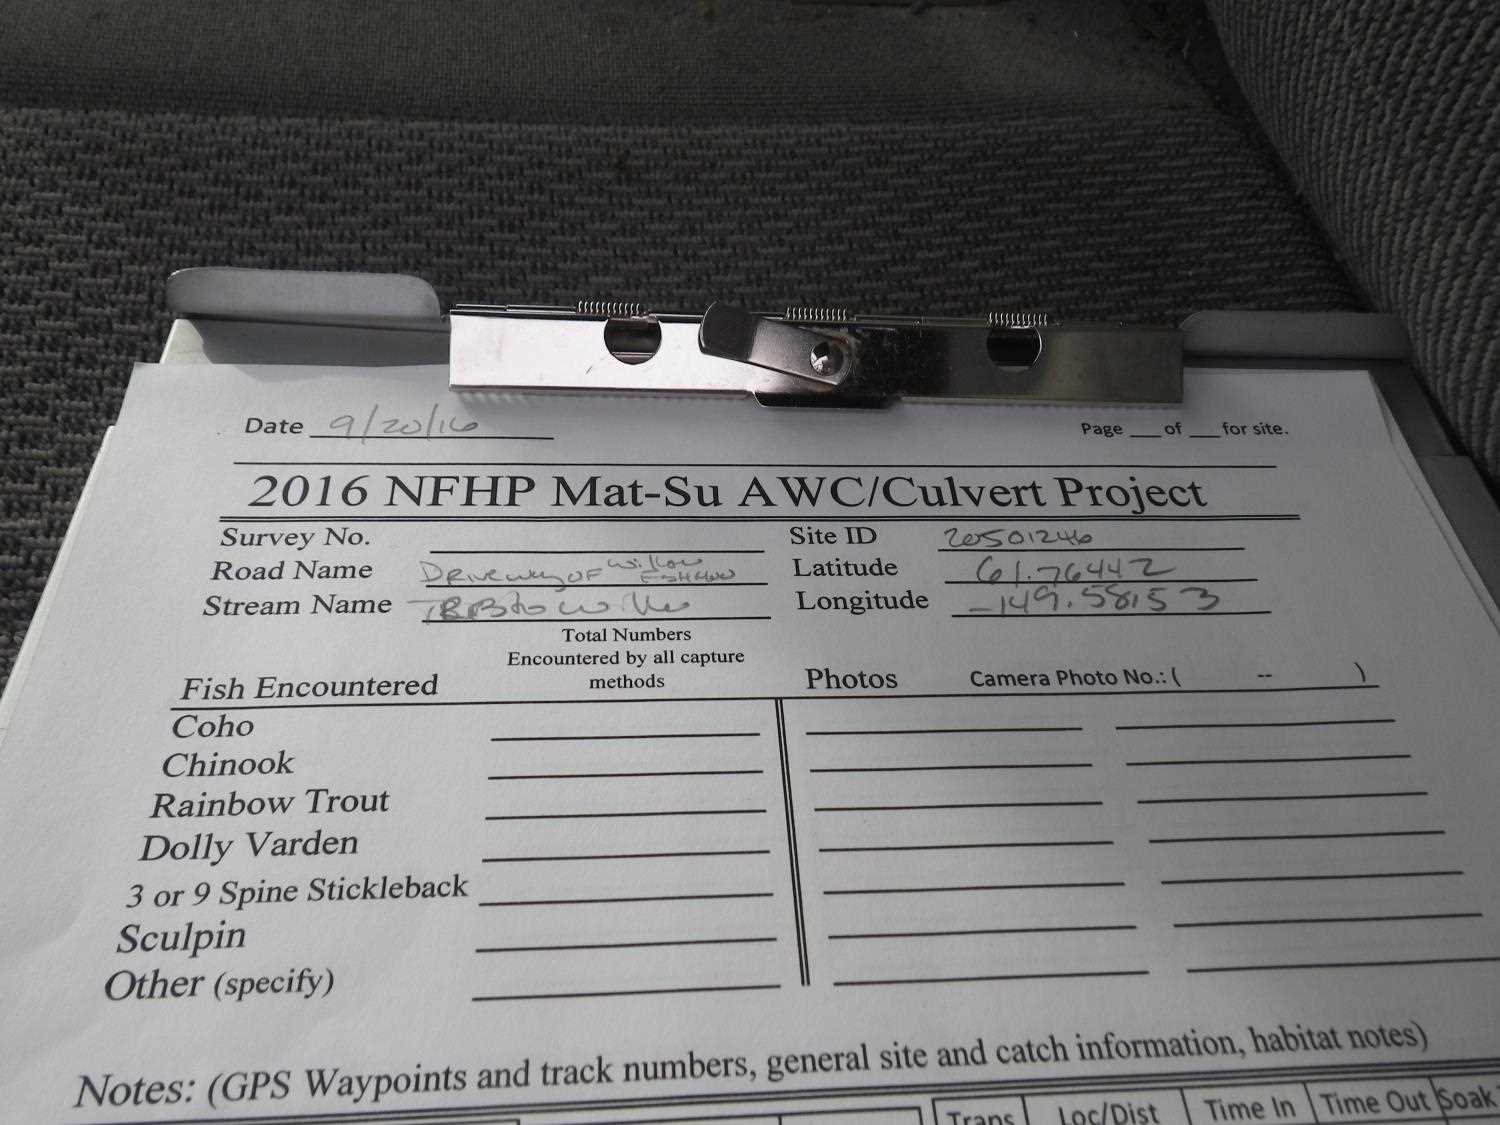 Date 9/20/16 Page ___ of ___ for site.
2016 NFHP Mat-Su AWC/Culvert Project
Survey No. Site ID 20501246
Road Name Driveway of Willow Latitude 61.76442
Stream Name to Longitude -149.58153
Total Numbers
Encountered by all capture
methods
Fish Encountered Photos Camera Photo No.: ( -- )
Coho
Chinook
Rainbow Trout
Dolly Varden
3 or 9 Spine Stickleback
Sculpin
Other (specify)
Notes: (GPS Waypoints and track numbers, general site and catch information, habitat notes)
Trans Loc/Dist Time In Time Out Soak